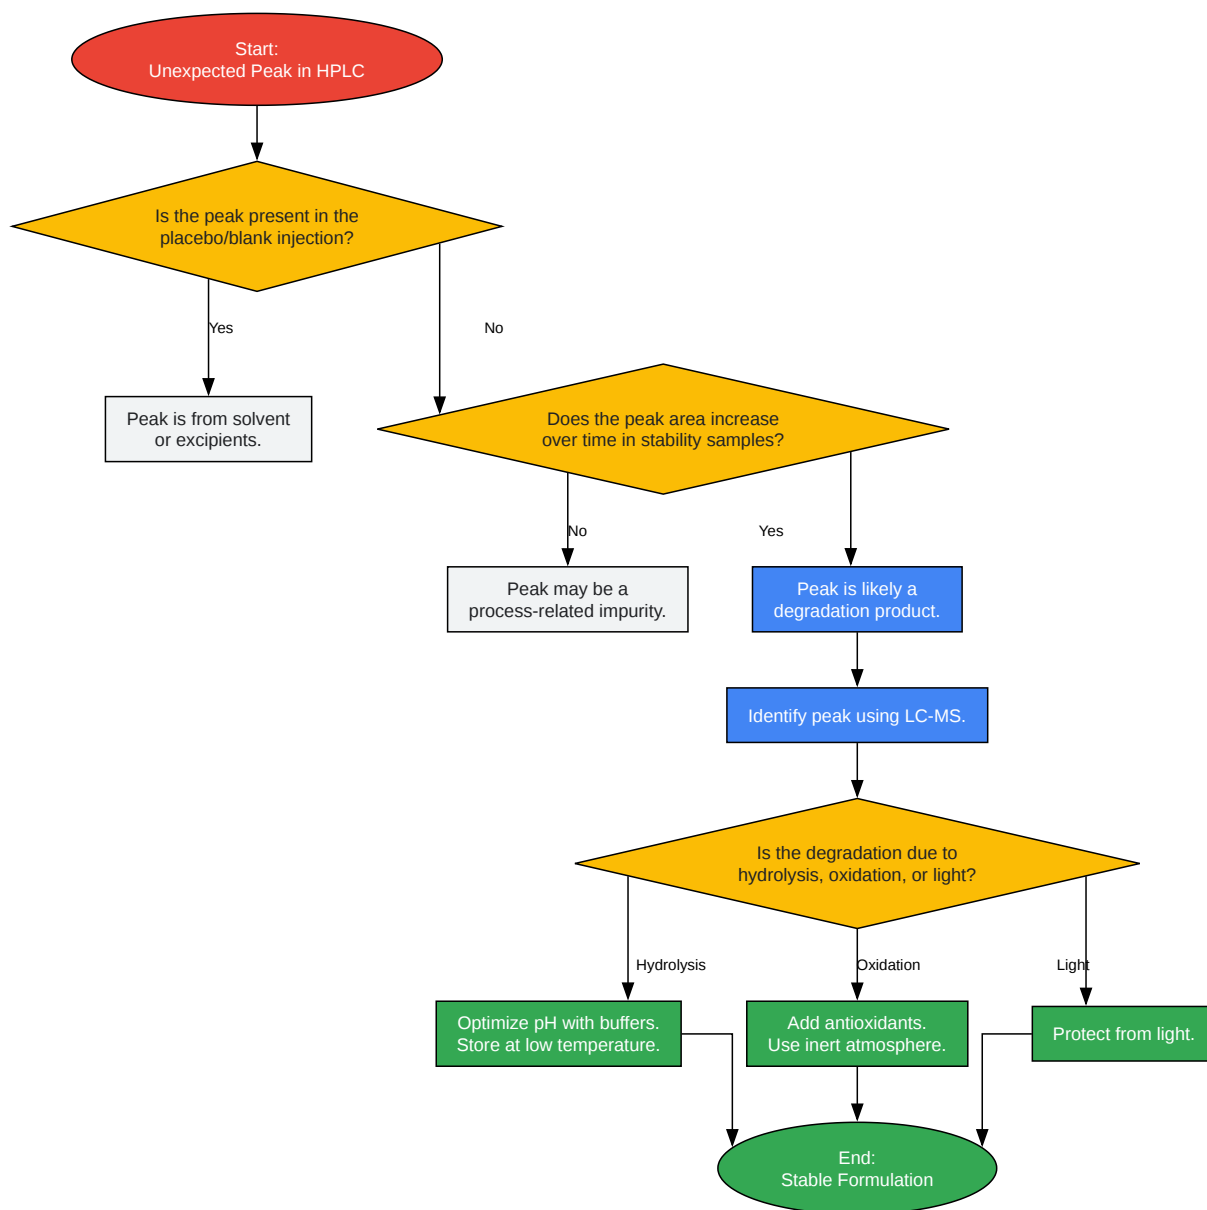 Start:
Unexpected Peak in HPLC
Is the peak present in the
placebo/blank injection?
Yes
No
Peak is from solvent
or excipients.
Does the peak area increase
over time in stability samples?
No
Yes
Peak may be a
process-related impurity.
Peak is likely a
degradation product.
Identify peak using LC-MS.
Is the degradation due to
hydrolysis, oxidation, or light?
Hydrolysis
Oxidation
Light
Optimize pH with buffers.
Store at low temperature.
Add antioxidants.
Use inert atmosphere.
Protect from light.
End:
Stable Formulation